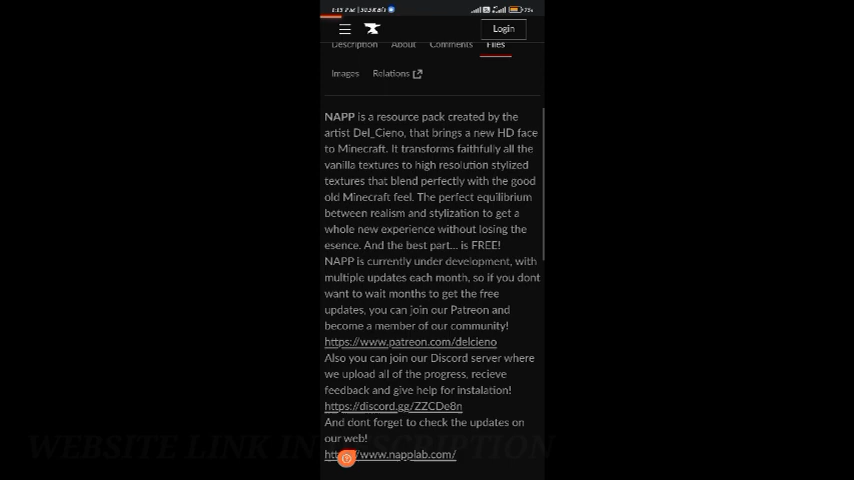 Login
Description About Comments Files
Images Relations
NAPP is a resource pack created by the
artist Del_Cieno, that brings a new HD face
to Minecraft. It transforms faithfully all the
vanilla textures to high resolution stylized
textures that blend perfectly with the good
old Minecraft feel. The perfect equilibrium
between realism and stylization to get a
whole new experience without losing the
esence. And the best part... is FREE!
NAPP is currently under development, with
multiple updates each month, so if you dont
want to wait months to get the free
updates, you can join our Patreon and
become a member of our community!
https://www.patreon.com/delcieno
Also you can join our Discord server where
we upload all of the progress, recieve
feedback and give help for instalation!
https://discord.gg/ZZCDe8n
And dont forget to check the updates on
our web!
www.napplab.com/
WEBSITE LINK IN DESCRIPTION